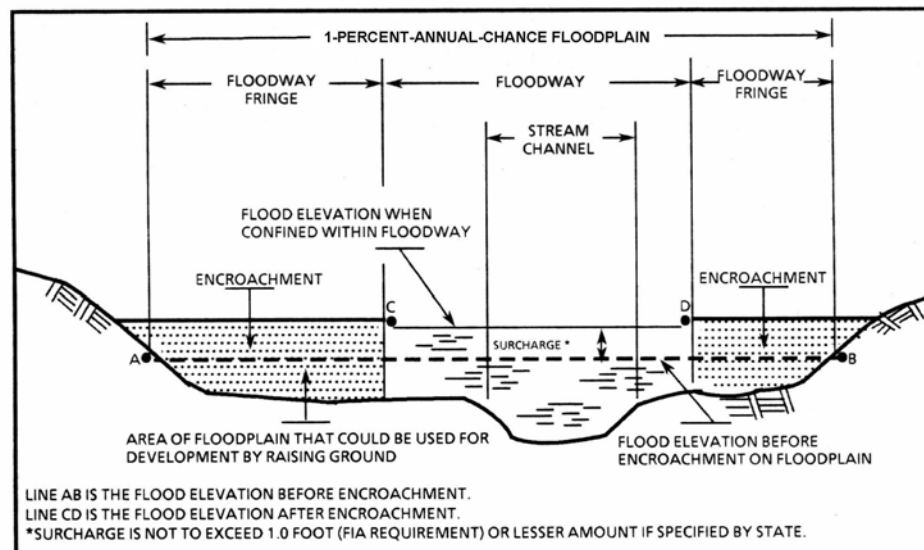 1-PERCENT-ANNUAL-CHANCE FLOODPLAIN
FLOODWAY
FRINGE
FLOODWAY
FLOODWAY
FRINGE
STREAM
CHANNEL
FLOOD ELEVATION WHEN
CONFINED WITHIN FLOODWAY
ENCROACHMENT
ENCROACHMENT
C
D
SURCHARGE *
A
B
AREA OF FLOODPLAIN THAT COULD BE USED FOR
DEVELOPMENT BY RAISING GROUND
FLOOD ELEVATION BEFORE
ENCROACHMENT ON FLOODPLAIN
LINE AB IS THE FLOOD ELEVATION BEFORE ENCROACHMENT.
LINE CD IS THE FLOOD ELEVATION AFTER ENCROACHMENT.
*SURCHARGE IS NOT TO EXCEED 1.0 FOOT (FIA REQUIREMENT) OR LESSER AMOUNT IF SPECIFIED BY STATE.